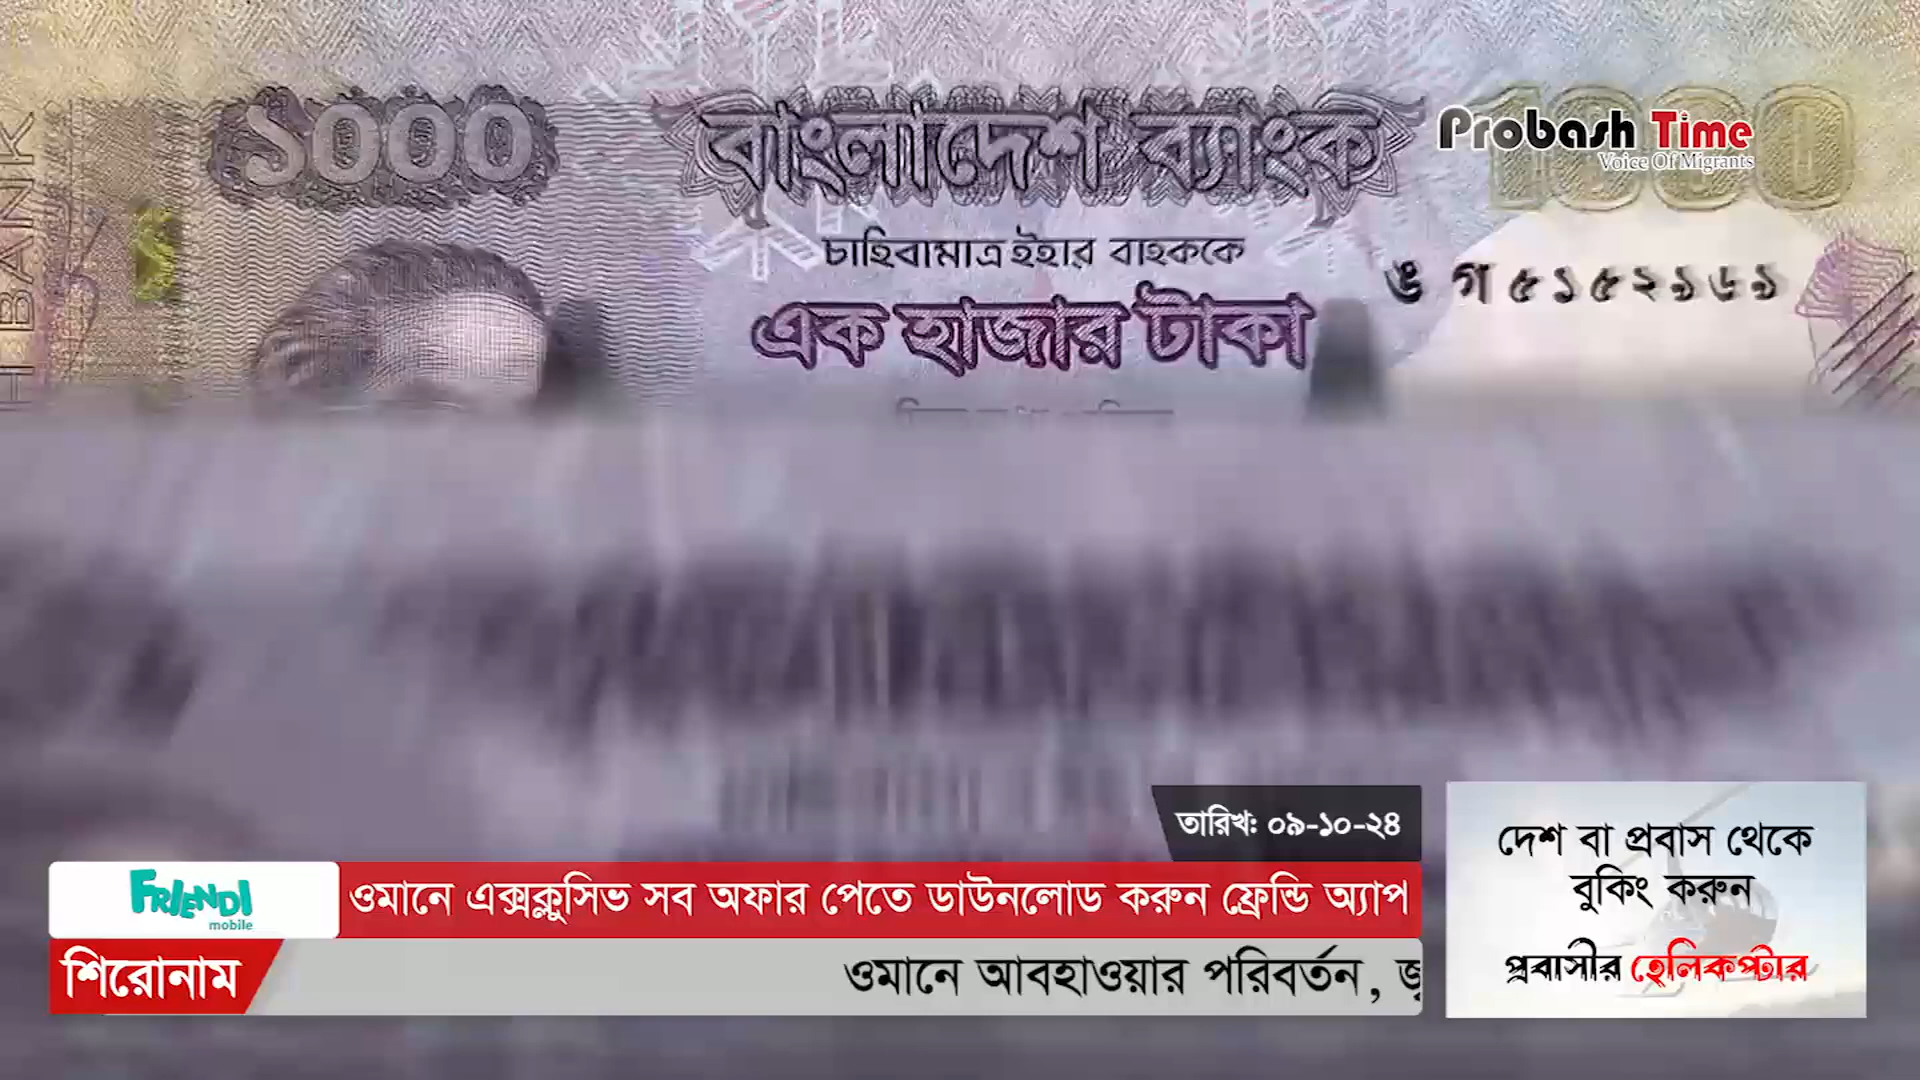 ১০০০
বাংলাদেশ ব্যাংক
Probash Time
Voice Of Migrants
চাহিবামাত্র ইহার বাহককে
ঙ গ ৫১৫২৯৬৯
এক হাজার টাকা
BANK
তারিখ: ০৯-১০-২৪
FRiENDi
mobile
ওমানে এক্সক্লুসিভ সব অফার পেতে ডাউনলোড করুন ফ্রেন্ডি অ্যাপ
শিরোনাম
ওমানে আবহাওয়ার পরিবর্তন,
দেশ বা প্রবাস থেকে
বুকিং করুন
প্রবাসীর হেলিকপ্টার